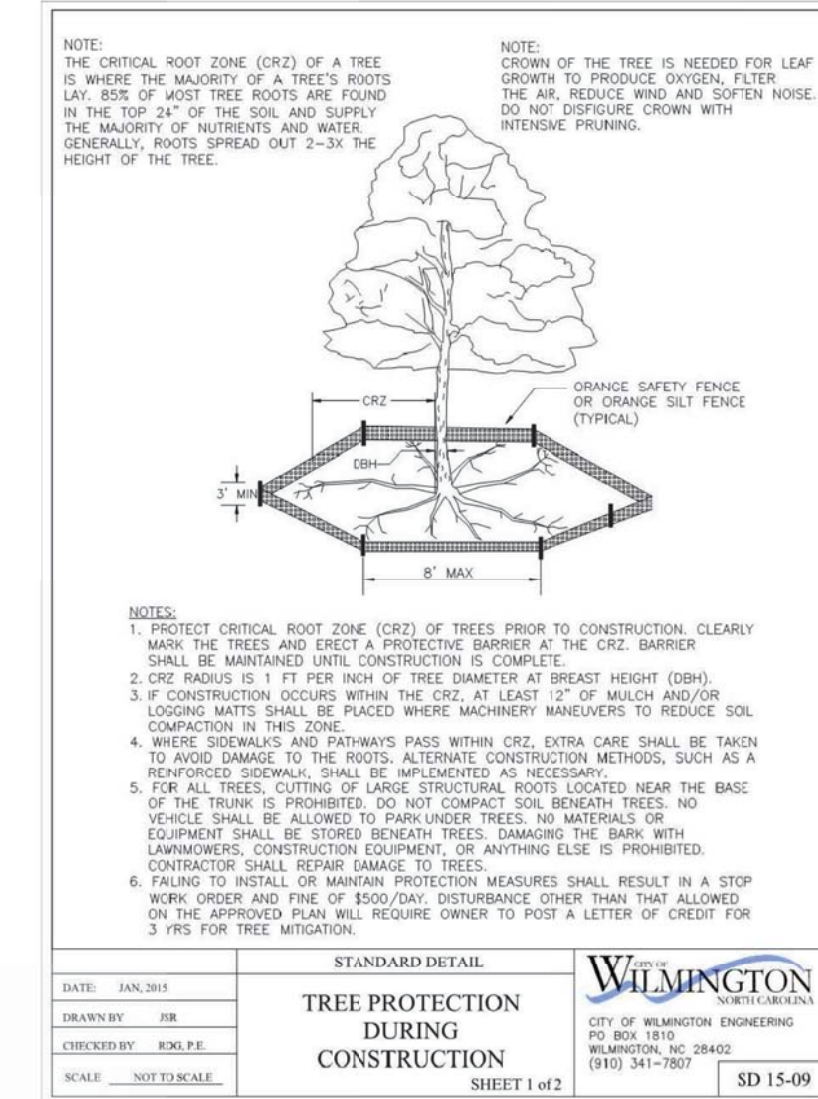 NOTE:
THE CRITICAL ROOT ZONE (CRZ) OF A TREE
IS WHERE THE MAJORITY OF A TREE'S ROOTS
LAY. 85% OF MOST TREE ROOTS ARE FOUND
IN THE TOP 24" OF THE SOIL AND SUPPLY
THE MAJORITY OF NUTRIENTS AND WATER.
GENERALLY, ROOTS SPREAD OUT 2-3X THE
HEIGHT OF THE TREE.
NOTE:
CROWN OF THE TREE IS NEEDED FOR LEAF
GROWTH TO PRODUCE OXYGEN, FILTER
THE AIR, REDUCE WIND AND SOFTEN NOISE.
DO NOT DISFIGURE CROWN WITH
INTENSIVE PRUNING.
ORANGE SAFETY FENCE
OR ORANGE SILT FENCE
(TYPICAL)
CRZ
DBH
3' MIN
8' MAX
NOTES:
1. PROTECT CRITICAL ROOT ZONE (CRZ) OF TREES PRIOR TO CONSTRUCTION. CLEARLY
MARK THE TREES AND ERECT A PROTECTIVE BARRIER AT THE CRZ. BARRIER
SHALL BE MAINTAINED UNTIL CONSTRUCTION IS COMPLETE.
2. CRZ RADIUS IS 1 FT PER INCH OF TREE DIAMETER AT BREAST HEIGHT (DBH).
3. IF CONSTRUCTION OCCURS WITHIN THE CRZ, AT LEAST 12" OF MULCH AND/OR
LOGGING MATTS SHALL BE PLACED WHERE MACHINERY MANEUVERS TO REDUCE SOIL
COMPACTION IN THIS ZONE.
4. WHERE SIDEWALKS AND PATHWAYS PASS WITHIN CRZ, EXTRA CARE SHALL BE TAKEN
TO AVOID DAMAGE TO THE ROOTS. ALTERNATE CONSTRUCTION METHODS, SUCH AS A
REINFORCED SIDEWALK, SHALL BE IMPLEMENTED AS NECESSARY.
5. FOR ALL TREES, CUTTING OF LARGE STRUCTURAL ROOTS LOCATED NEAR THE BASE
OF THE TRUNK IS PROHIBITED. DO NOT COMPACT SOIL BENEATH TREES. NO
VEHICLE SHALL BE ALLOWED TO PARK UNDER TREES. NO MATERIALS OR
EQUIPMENT SHALL BE STORED BENEATH TREES. DAMAGING THE BARK WITH
LAWNMOWERS, CONSTRUCTION EQUIPMENT, OR ANYTHING ELSE IS PROHIBITED.
CONTRACTOR SHALL REPAIR DAMAGE TO TREES.
6. FAILING TO INSTALL OR MAINTAIN PROTECTION MEASURES SHALL RESULT IN A STOP
WORK ORDER AND FINE OF $500/DAY. DISTURBANCE OTHER THAN THAT ALLOWED
ON THE APPROVED PLAN WILL REQUIRE OWNER TO POST A LETTER OF CREDIT FOR
3 YRS FOR TREE MITIGATION.
DATE: JAN, 2015
DRAWN BY JSR
CHECKED BY RDG, P.E.
SCALE NOT TO SCALE
STANDARD DETAIL
TREE PROTECTION
DURING
CONSTRUCTION
SHEET 1 of 2
CITY OF
WILMINGTON
NORTH CAROLINA
CITY OF WILMINGTON ENGINEERING
PO BOX 1810
WILMINGTON, NC 28402
(910) 341-7807
SD 15-09